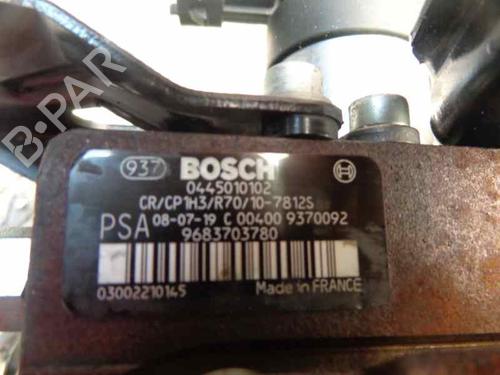 B-PARTS
937 BOSCH
0445010102
CR/CP1H3/R70/10-7812S
PSA 08-07-19 C 00400 9370092
9683703780
03002210145 Made in FRANCE